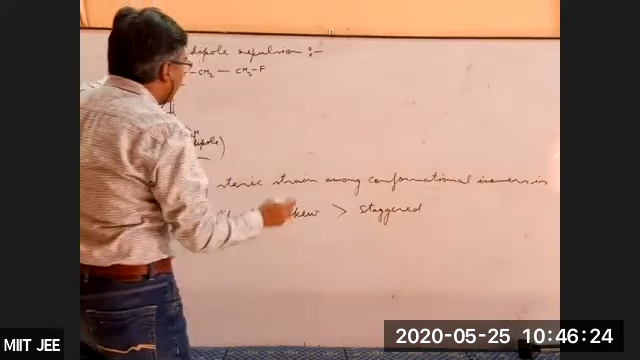 dipole repulsion :-
-CH2 — CH2-F
dipole)
steric strain among conformational isomers is
skew > staggered
MIIT JEE
2020-05-25 10:46:24